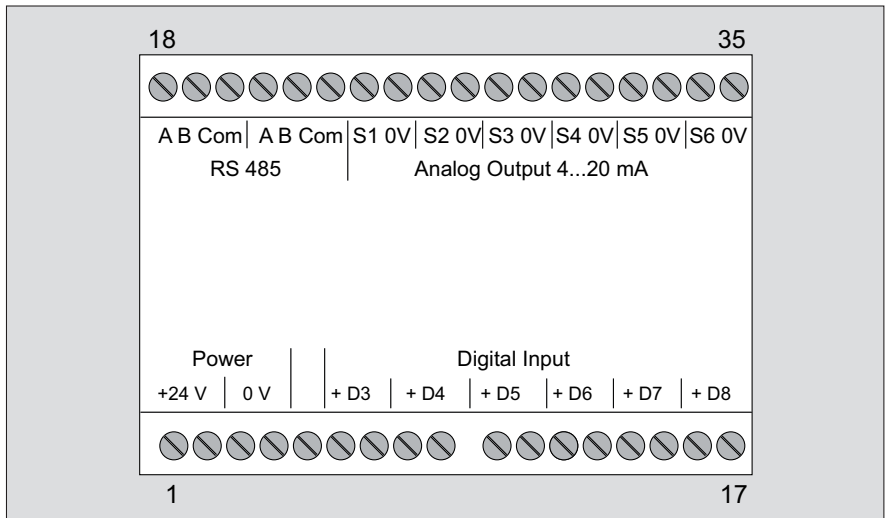 18 35
A B Com A B Com S1 0V S2 0V S3 0V S4 0V S5 0V S6 0V
RS 485 Analog Output 4...20 mA
Power Digital Input
+24 V 0 V + D3 + D4 + D5 + D6 + D7 + D8
1 17